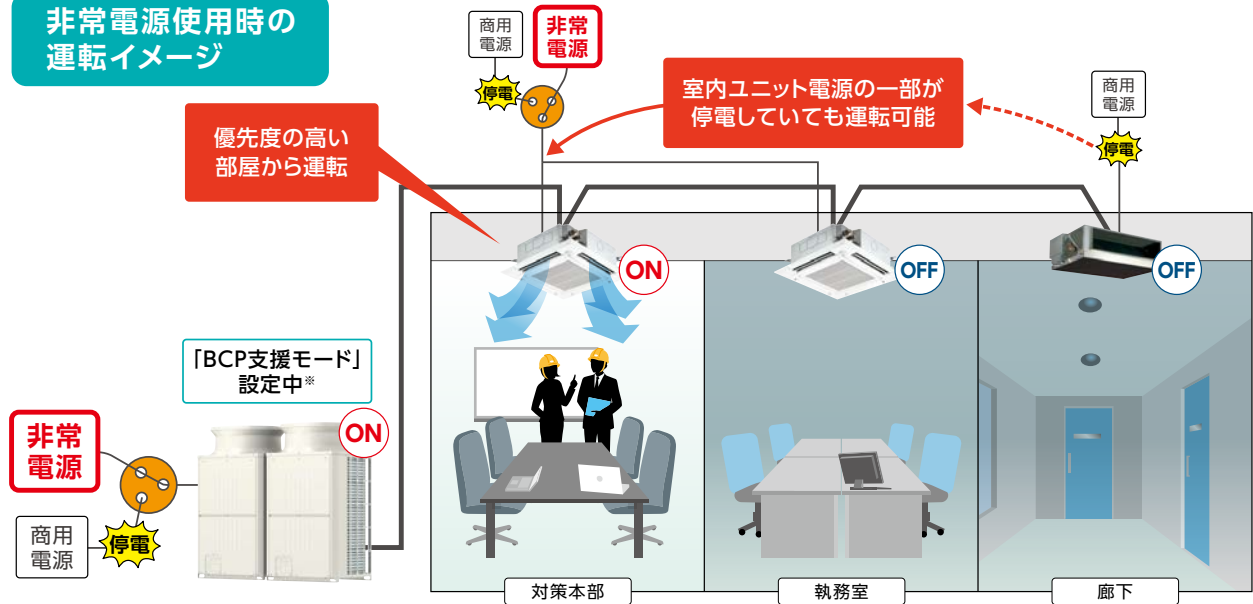 非常電源使用時の
運転イメージ
商用
電源
非常
電源
停電
室内ユニット電源の一部が
停電していても運転可能
商用
電源
停電
優先度の高い
部屋から運転
ON
OFF
OFF
「BCP支援モード」
設定中※
ON
非常
電源
商用
電源
停電
対策本部
執務室
廊下